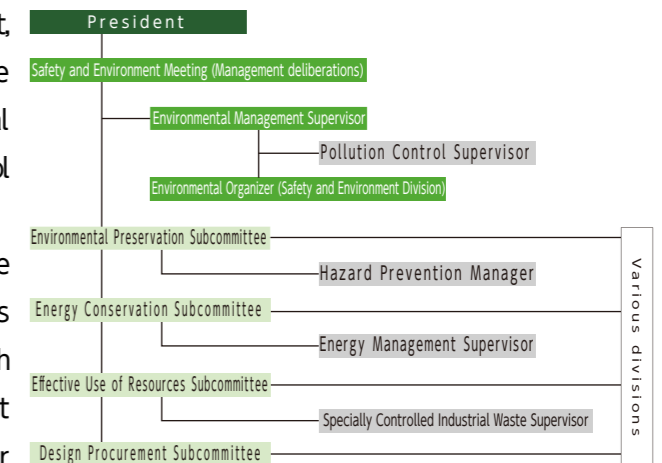 t,
e
al
ol
e
s
h
t
r
President
Safety and Environment Meeting (Management deliberations)
Environmental Management Supervisor
Pollution Control Supervisor
Environmental Organizer (Safety and Environment Division)
Environmental Preservation Subcommittee
Hazard Prevention Manager
Energy Conservation Subcommittee
Energy Management Supervisor
Effective Use of Resources Subcommittee
Specially Controlled Industrial Waste Supervisor
Design Procurement Subcommittee
Various divisions